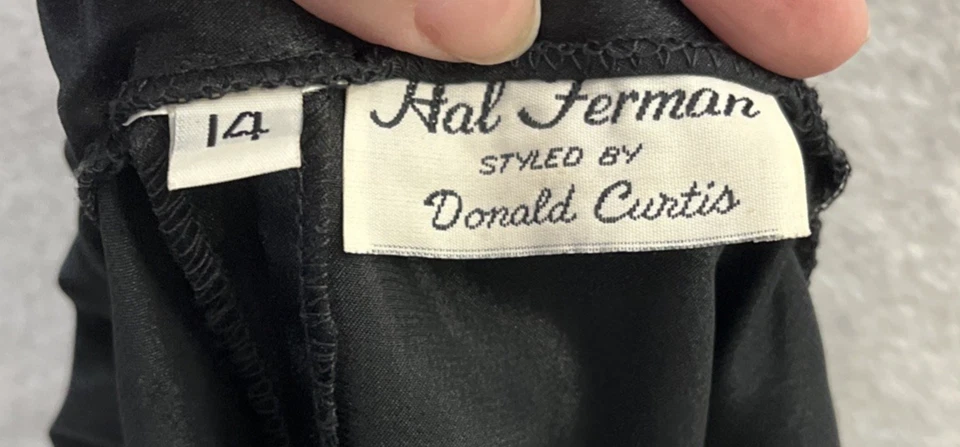 14
Hal Ferman
STYLED BY
Donald Curtis